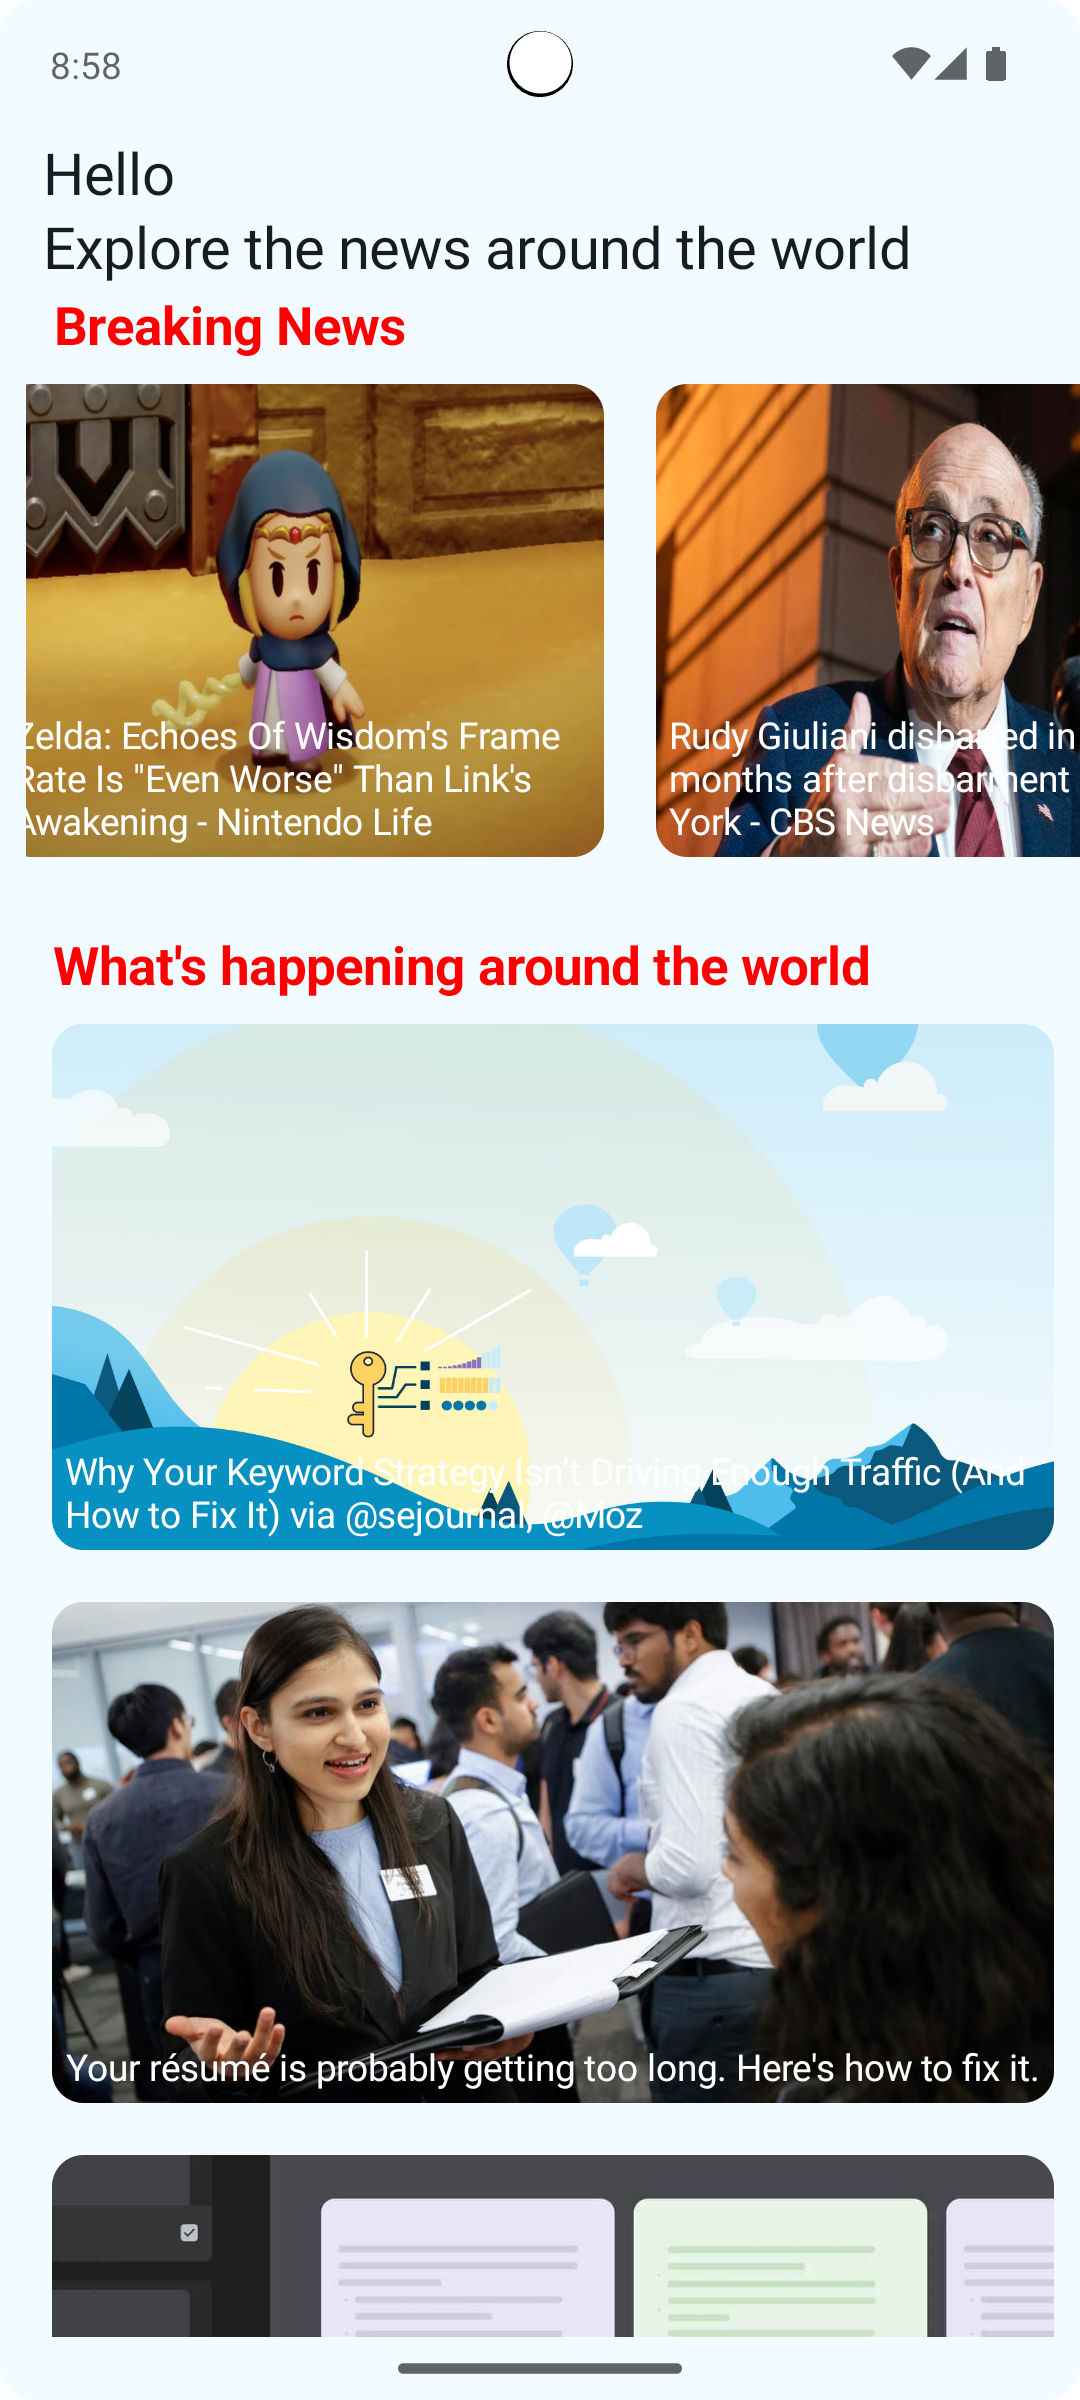 8:58
Hello
Explore the news around the world
Breaking News
Zelda: Echoes Of Wisdom's Frame
Rate Is "Even Worse" Than Link's
Awakening - Nintendo Life
Rudy Giuliani disbarred in
months after disbarment
York - CBS News
What's happening around the world
Why Your Keyword Strategy Isn’t Driving Enough Traffic (And
How to Fix It) via @sejournal, @Moz
Your résumé is probably getting too long. Here's how to fix it.